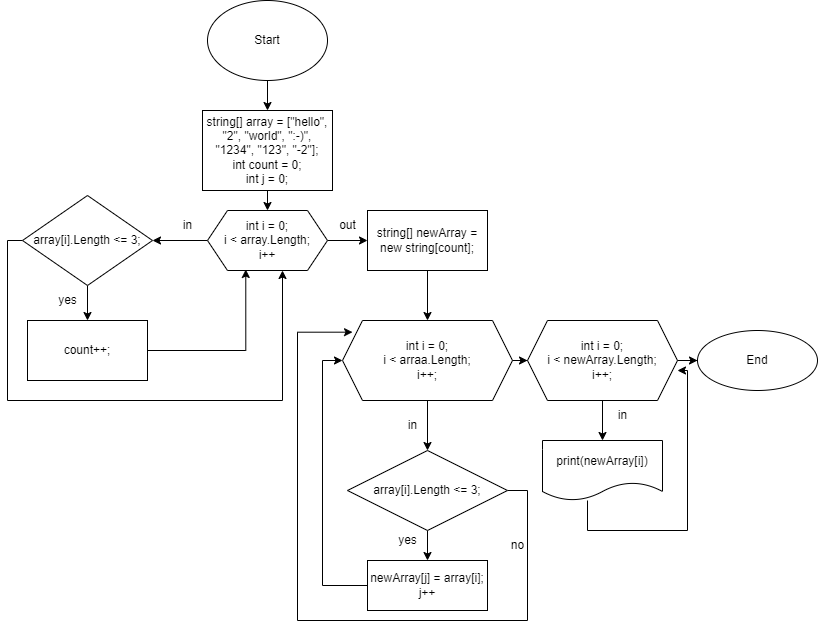 Start
string[] array = ["hello",
"2", "world", ":-)",
"1234", "123", "-2"];
int count = 0;
int j = 0;
in
int i = 0;
i < array.Length;
i++
out
array[i].Length <= 3;
string[] newArray =
new string[count];
yes
count++;
int i = 0;
i < arraa.Length;
i++;
int i = 0;
i < newArray.Length;
i++;
End
in
in
print(newArray[i])
array[i].Length <= 3;
yes
no
newArray[j] = array[i];
j++